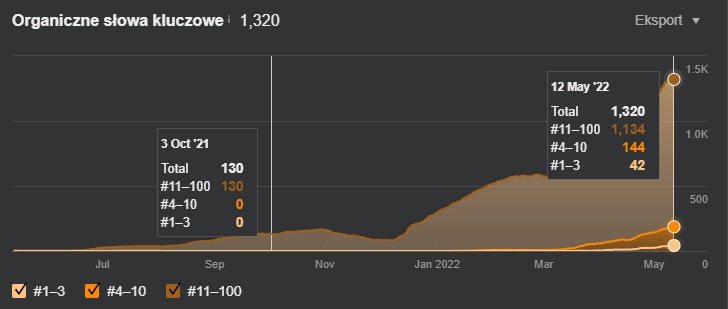 Organiczne słowa kluczowe i 1,320
Eksport
1.5K
12 May '22
Total 1,320
#11–100 1,134
#4–10 144
#1–3 42
1.0K
3 Oct '21
Total 130
#11–100 130
#4–10 0
#1–3 0
500
Jul Sep Nov Jan 2022 Mar May 0
#1–3 #4–10 #11–100